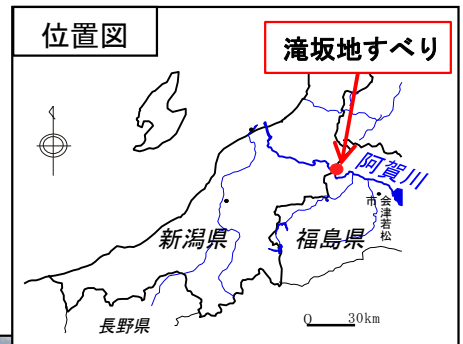 位置図
滝坂地すべり
阿賀川
会津若松
市
新潟県
福島県
長野県
0 30km